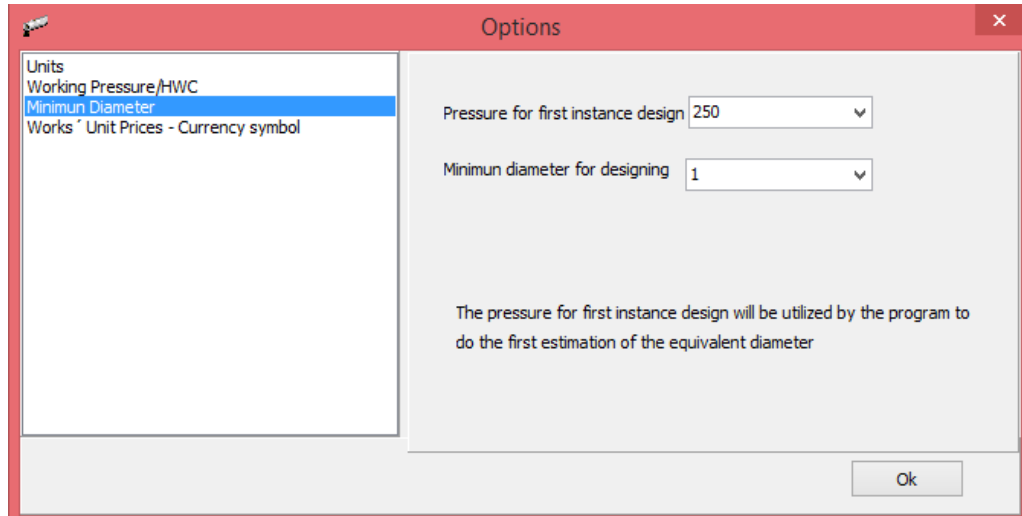 Options
Units
Working Pressure/HWC
Minimun Diameter
Works´ Unit Prices - Currency symbol
Pressure for first instance design 250
Minimun diameter for designing 1
The pressure for first instance design will be utilized by the program to
do the first estimation of the equivalent diameter
Ok